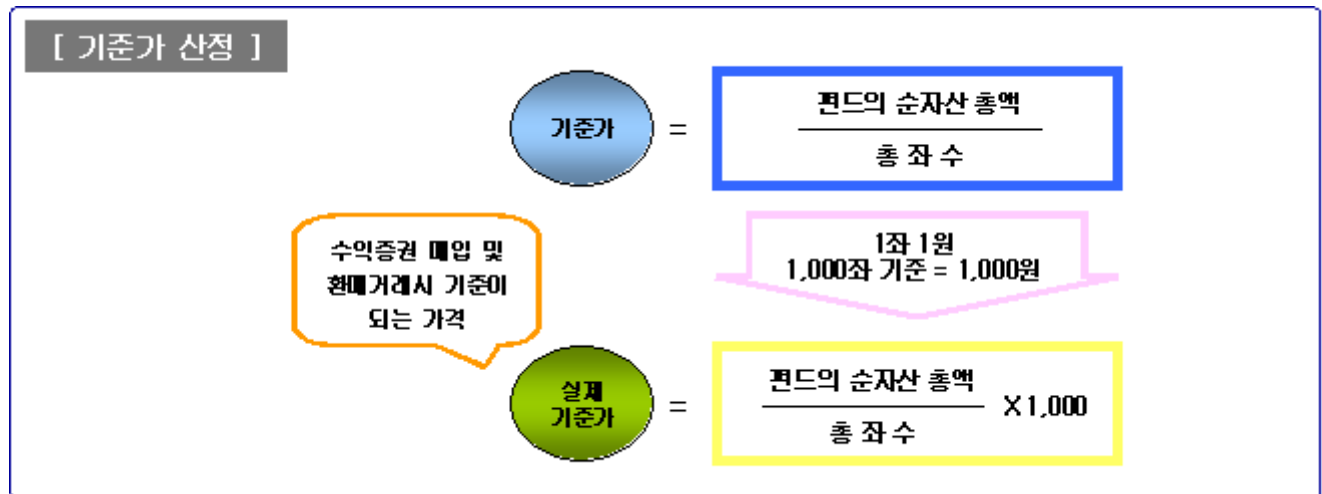 [ 기준가 산정 ]
기준가
=
펀드의 순자산 총액
총 좌 수
1좌 1원
1,000좌 기준 = 1,000원
수익증권 매입 및
환매거래시 기준이
되는 가격
실제
기준가
=
펀드의 순자산 총액
총 좌 수
X 1,000